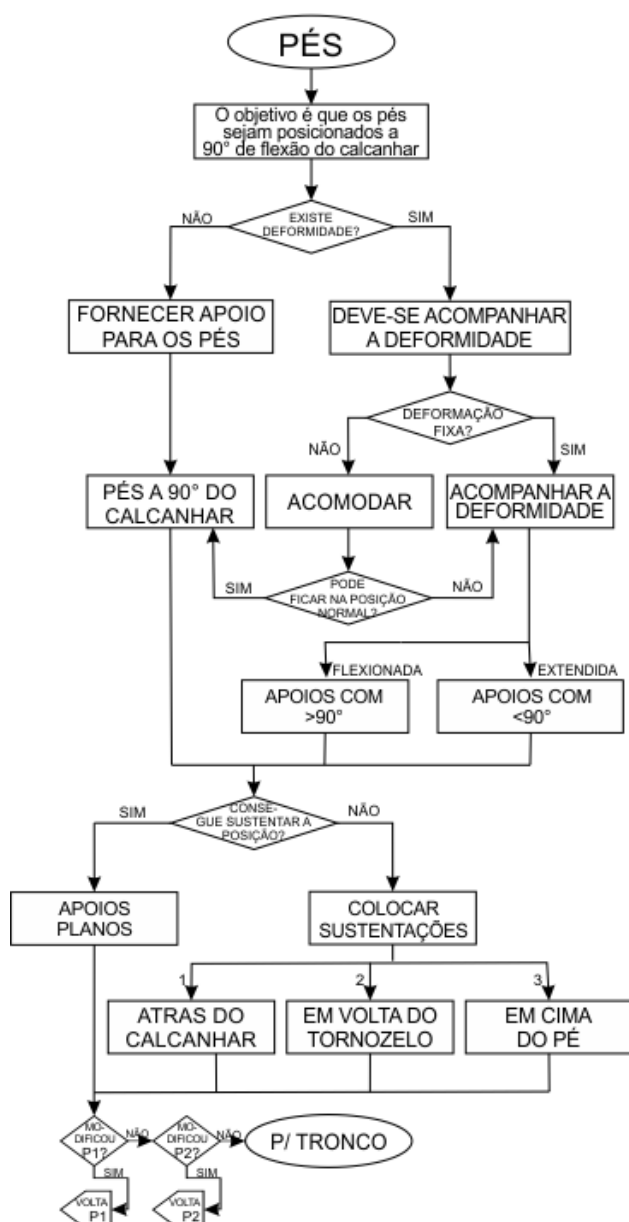 PÉS
O objetivo é que os pés
sejam posicionados a
90° de flexão do calcanhar
NÃO
EXISTE
DEFORMIDADE?
SIM
FORNECER APOIO
PARA OS PÉS
DEVE-SE ACOMPANHAR
A DEFORMIDADE
DEFORMAÇÃO
FIXA?
NÃO
SIM
PÉS A 90° DO
CALCANHAR
ACOMODAR
ACOMPANHAR A
DEFORMIDADE
SIM
PODE
FICAR NA POSIÇÃO
NORMAL?
NÃO
FLEXIONADA
EXTENDIDA
APOIOS COM
>90°
APOIOS COM
<90°
SIM
CONSE-
GUE SUSTENTAR A
POSIÇÃO?
NÃO
APOIOS
PLANOS
COLOCAR
SUSTENTAÇÕES
1
2
3
ATRAS DO
CALCANHAR
EM VOLTA DO
TORNOZELO
EM CIMA
DO PÉ
MO-
DIFICOU
P1?
NÃO
MO-
DIFICOU
P2?
NÃO
P/ TRONCO
SIM
SIM
VOLTA
P1
VOLTA
P2